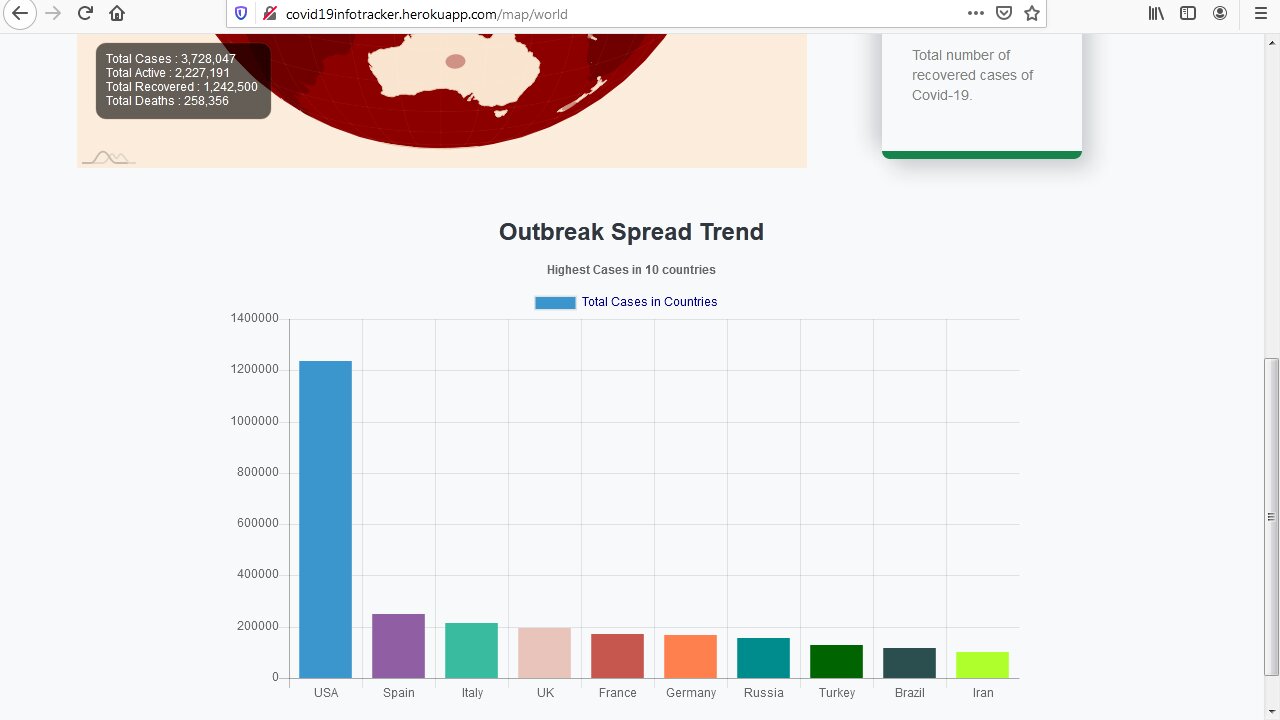 covid19infotracker.herokuapp.com/map/world
Total Cases : 3,728,047
Total Active : 2,227,191
Total Recovered : 1,242,500
Total Deaths : 258,356
Total number of
recovered cases of
Covid-19.
Outbreak Spread Trend
Highest Cases in 10 countries
Total Cases in Countries
1400000
1200000
1000000
800000
600000
400000
200000
0
USA Spain Italy UK France Germany Russia Turkey Brazil Iran